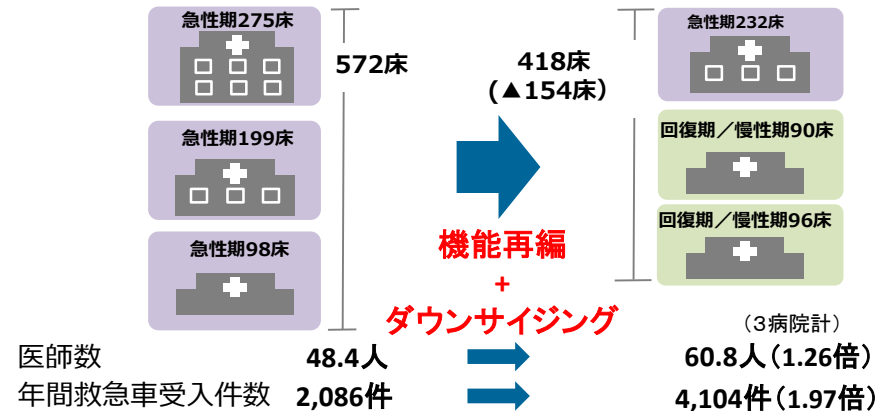 急性期275床
572床
急性期199床
急性期98床
418床
(▲154床)
機能再編
+
ダウンサイジング
急性期232床
回復期／慢性期90床
回復期／慢性期96床
（３病院計）
医師数 48.4人 60.8人（1.26倍）
年間救急車受入件数 2,086件 4,104件（1.97倍）